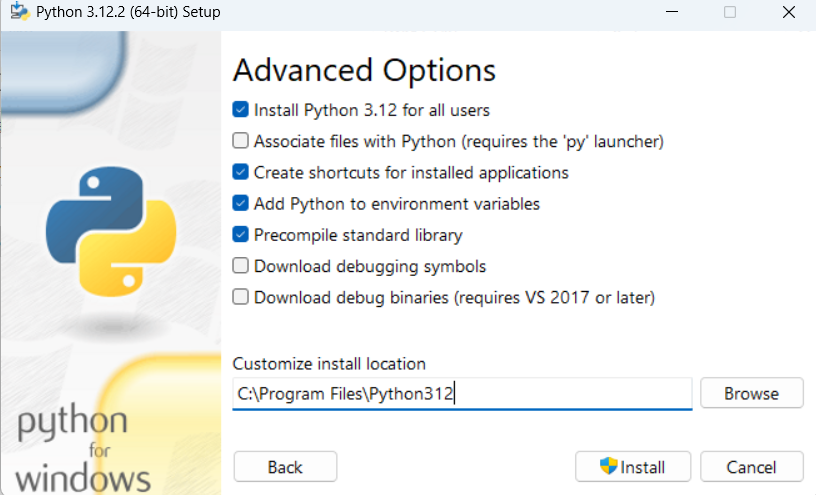 Python 3.12.2 (64-bit) Setup
Advanced Options
Install Python 3.12 for all users
Associate files with Python (requires the 'py' launcher)
Create shortcuts for installed applications
Add Python to environment variables
Precompile standard library
Download debugging symbols
Download debug binaries (requires VS 2017 or later)
Customize install location
C:\Program Files\Python312
Browse
python
for
windows
Back
Install
Cancel